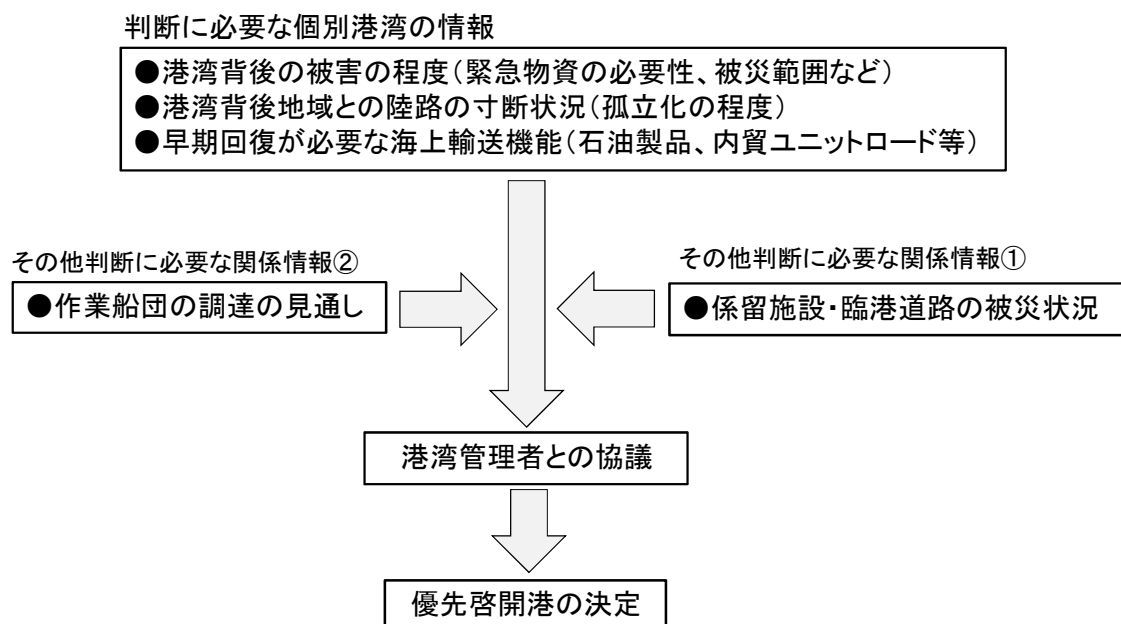 判断に必要な個別港湾の情報
●港湾背後の被害の程度(緊急物資の必要性、被災範囲など)
●港湾背後地域との陸路の寸断状況(孤立化の程度)
●早期回復が必要な海上輸送機能(石油製品、内貿ユニットロード等)
その他判断に必要な関係情報②
●作業船団の調達の見通し
その他判断に必要な関係情報①
●係留施設・臨港道路の被災状況
港湾管理者との協議
優先啓開港の決定